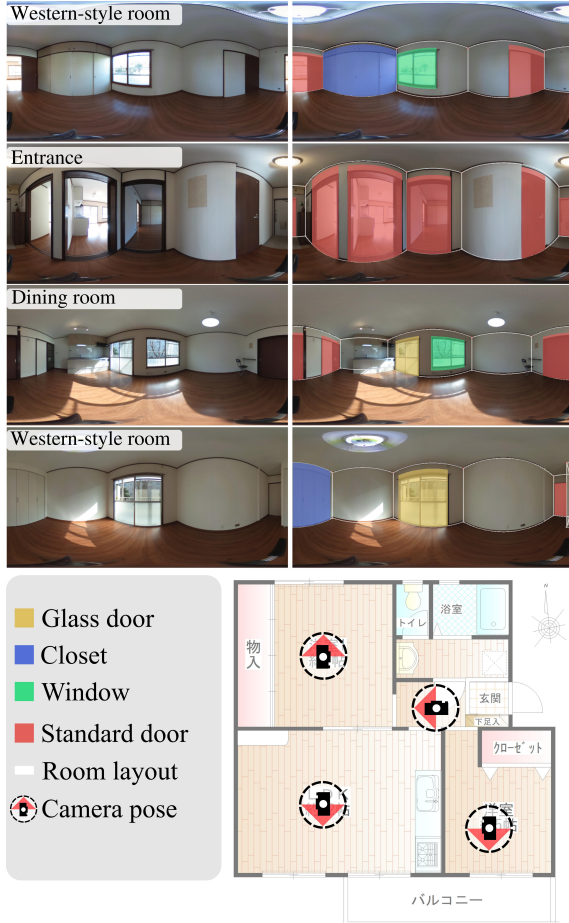 Western-style room
Entrance
Dining room
Western-style room
Glass door
Closet
Window
Standard door
Room layout
Camera pose
N
トイレ
浴室
物入
玄関
下足入
クローゼット
洋室
バルコニー